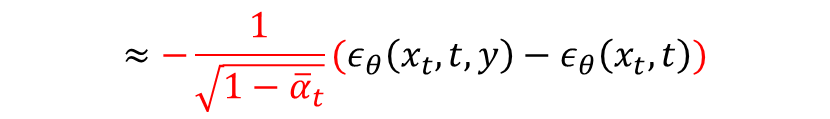 ≈ − 1/√(1 − ᾱ_t) (ϵ_θ(x_t, t, y) − ϵ_θ(x_t, t))